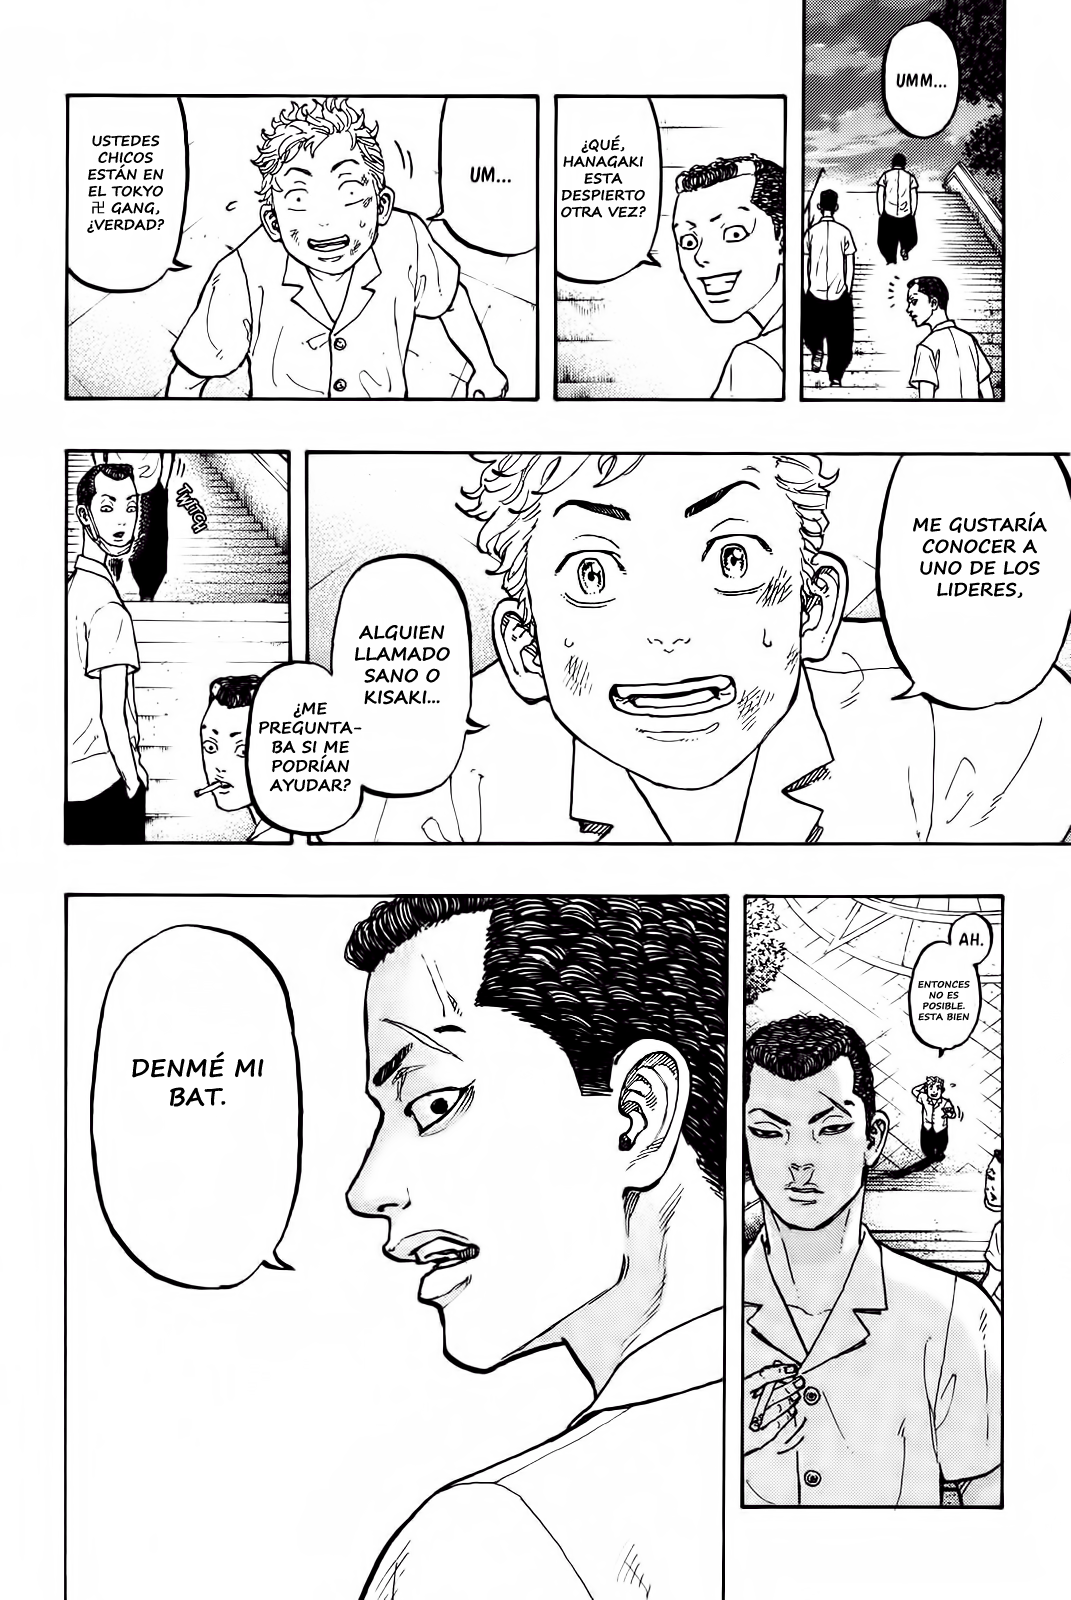 UMM...
¿QUÉ,
HANAGAKI
ESTA
DESPIERTO
OTRA VEZ?
UM...
USTEDES
CHICOS
ESTÁN EN
EL TOKYO
卍 GANG,
¿VERDAD?
ME GUSTARÍA
CONOCER A
UNO DE LOS
LIDERES,
ALGUIEN
LLAMADO
SANO O
KISAKI...
¿ME
PREGUNTA-
BA SI ME
PODRÍAN
AYUDAR?
TWITCH
AH.
ENTONCES
NO ES
POSIBLE.
ESTA BIEN
DENMÉ MI
BAT.